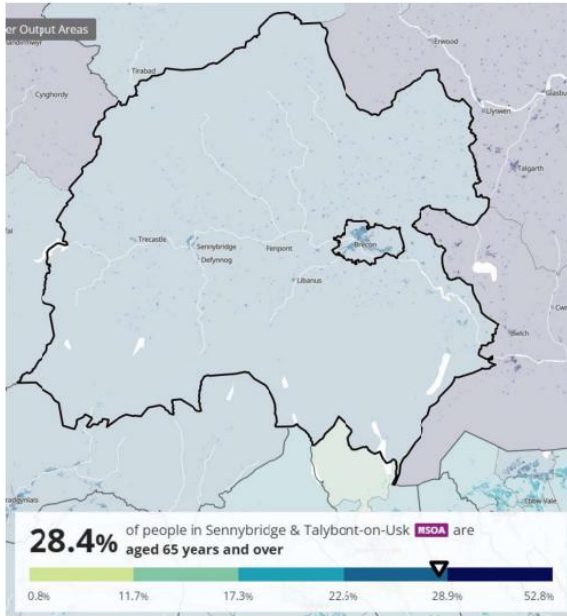 er Output Areas
Erwood
Tirabad
Cyighordy
Llyswen
Glasbu
Talgarth
Trecastle
Sennybridge
Fenpont
Brecon
Defynnog
Libanus
Cwr
28.4% of people in Sennybridge & Talybont-on-Usk MSOA are
aged 65 years and over
0.8% 11.7% 17.3% 22.5% 28.9% 52.8%